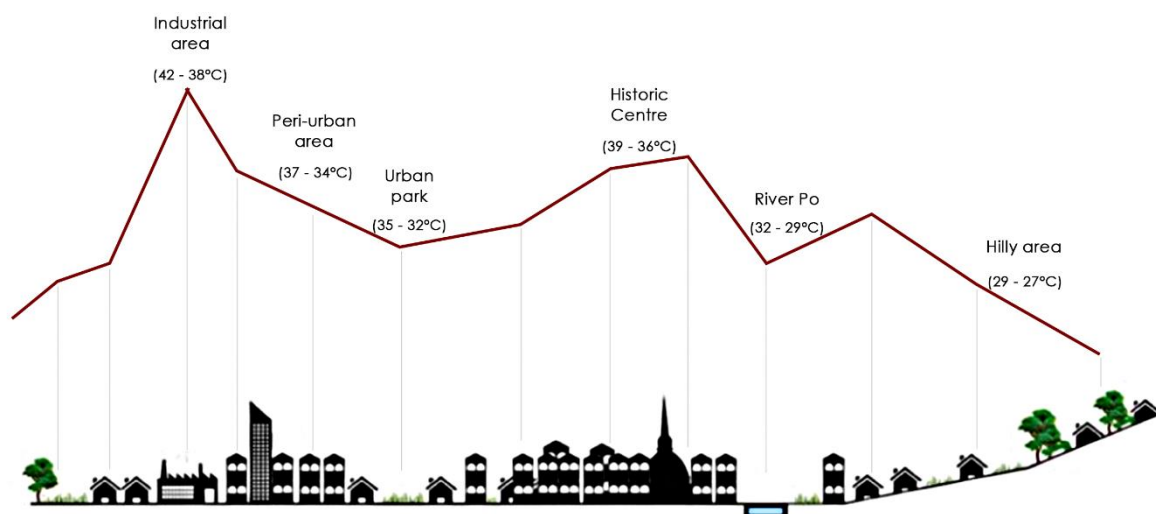 Industrial
area
(42 - 38°C)
Peri-urban
area
(37 - 34°C)
Urban
park
(35 - 32°C)
Historic
Centre
(39 - 36°C)
River Po
(32 - 29°C)
Hilly area
(29 - 27°C)